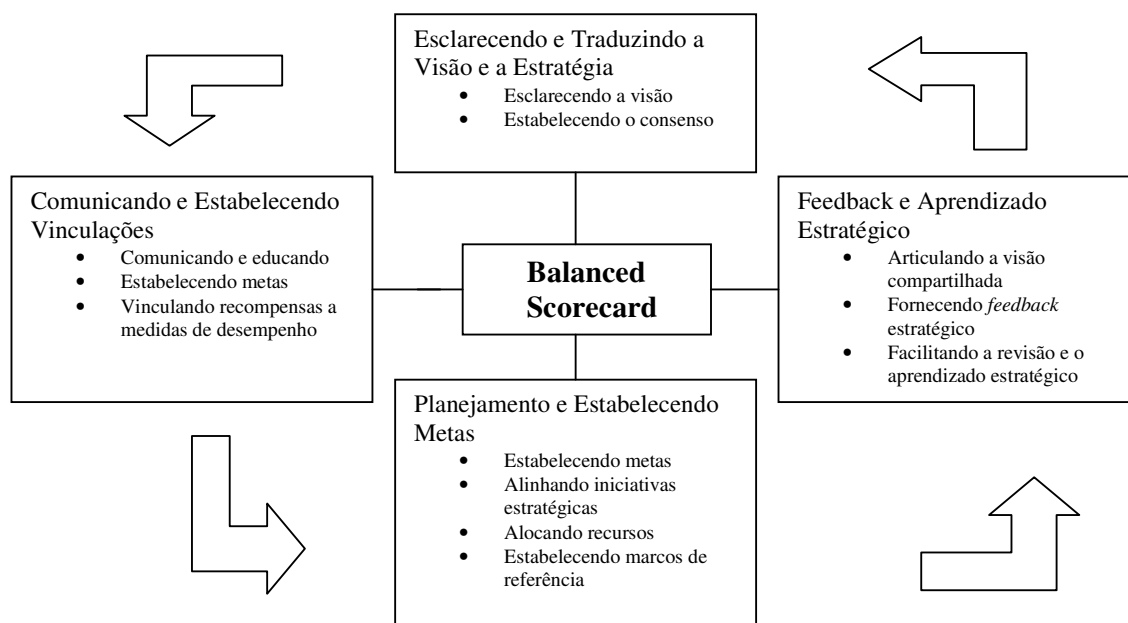 Esclarecendo e Traduzindo a
Visão e a Estratégia
• Esclarecendo a visão
• Estabelecendo o consenso
Comunicando e Estabelecendo
Vinculações
• Comunicando e educando
• Estabelecendo metas
• Vinculando recompensas a
medidas de desempenho
Balanced
Scorecard
Feedback e Aprendizado
Estratégico
• Articulando a visão
compartilhada
• Fornecendo feedback
estratégico
• Facilitando a revisão e o
aprendizado estratégico
Planejamento e Estabelecendo
Metas
• Estabelecendo metas
• Alinhando iniciativas
estratégicas
• Alocando recursos
• Estabelecendo marcos de
referência